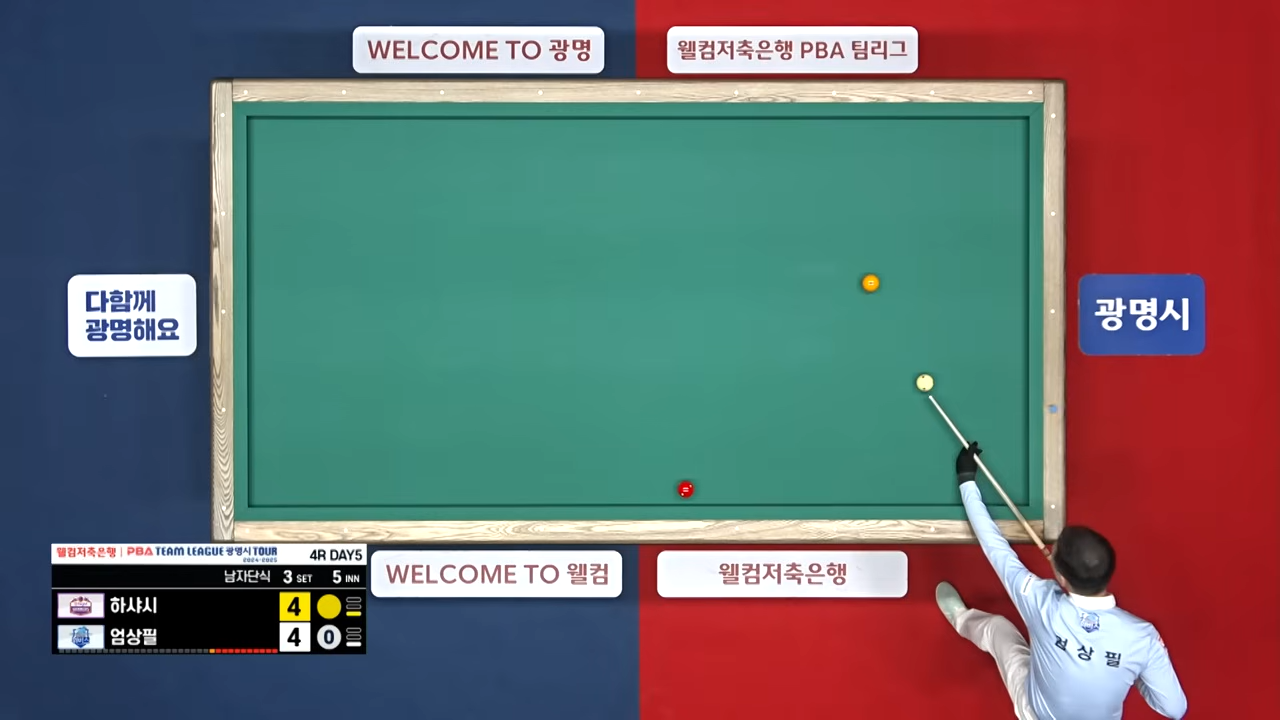 WELCOME TO 광명
웰컴저축은행 PBA 팀리그
다함께
광명해요
광명시
웰컴저축은행 | PBA TEAM LEAGUE 광명시 TOUR
2024-2025
4R DAY5
남자단식 3 SET 5 INN
하샤시 4
엄상필 4 0
WELCOME TO 웰컴
웰컴저축은행
엄상필